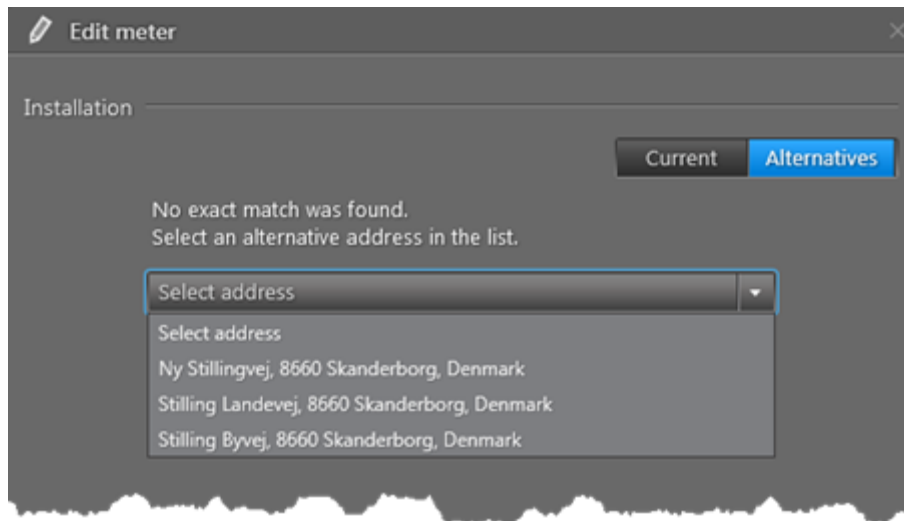 Edit meter
Installation
Current Alternatives
No exact match was found.
Select an alternative address in the list.
Select address
Select address
Ny Stillingvej, 8660 Skanderborg, Denmark
Stilling Landevej, 8660 Skanderborg, Denmark
Stilling Byvej, 8660 Skanderborg, Denmark